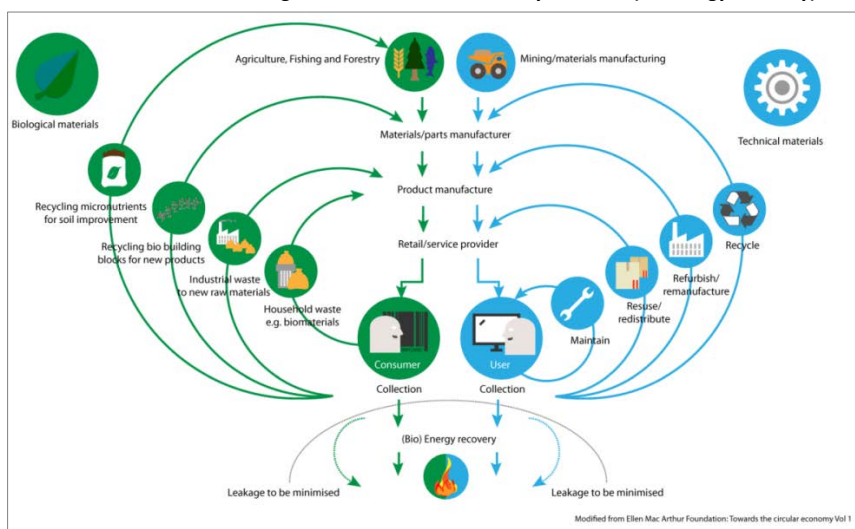 Agriculture, Fishing and Forestry
Mining/materials manufacturing
Biological materials
Technical materials
Materials/parts manufacturer
Product manufacture
Retail/service provider
Recycling micronutrients
for soil improvement
Recycling bio building
blocks for new products
Industrial waste
to new raw materials
Household waste
e.g. biomaterials
Recycle
Refurbish/
remanufacture
Resuse/
redistribute
Maintain
Consumer
User
Collection
Collection
(Bio) Energy recovery
Leakage to be minimised
Leakage to be minimised
Modified from Ellen Mac Arthur Foundation: Towards the circular economy Vol 1